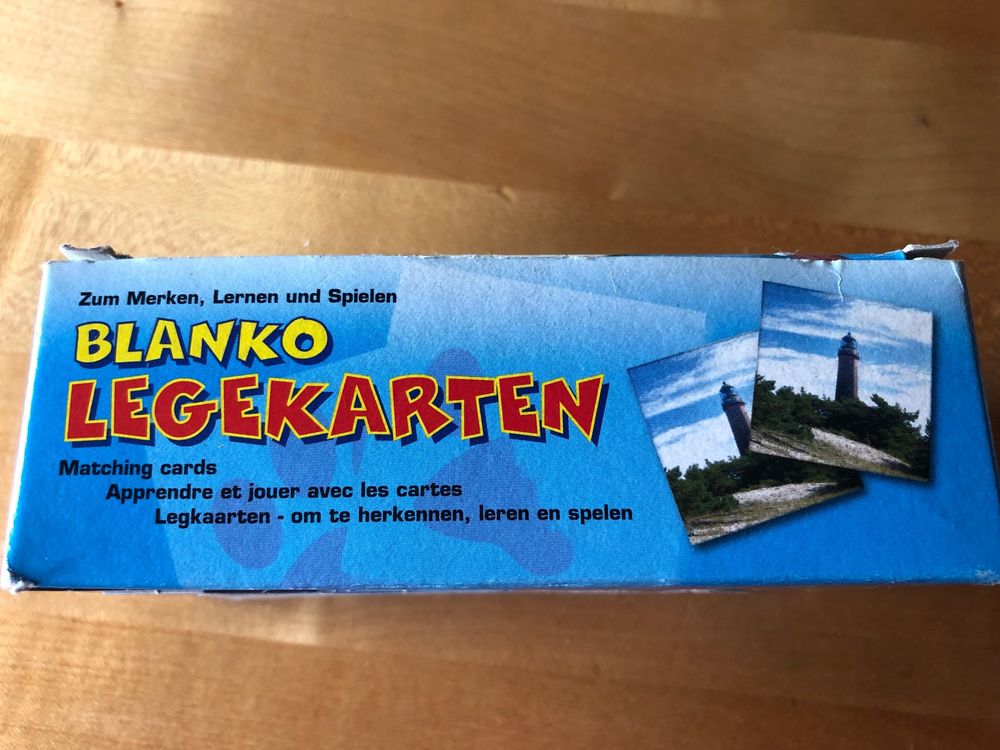 Zum Merken, Lernen und Spielen
BLANKO
LEGEKARTEN
Matching cards
Apprendre et jouer avec les cartes
Legkaarten - om te herkennen, leren en spelen